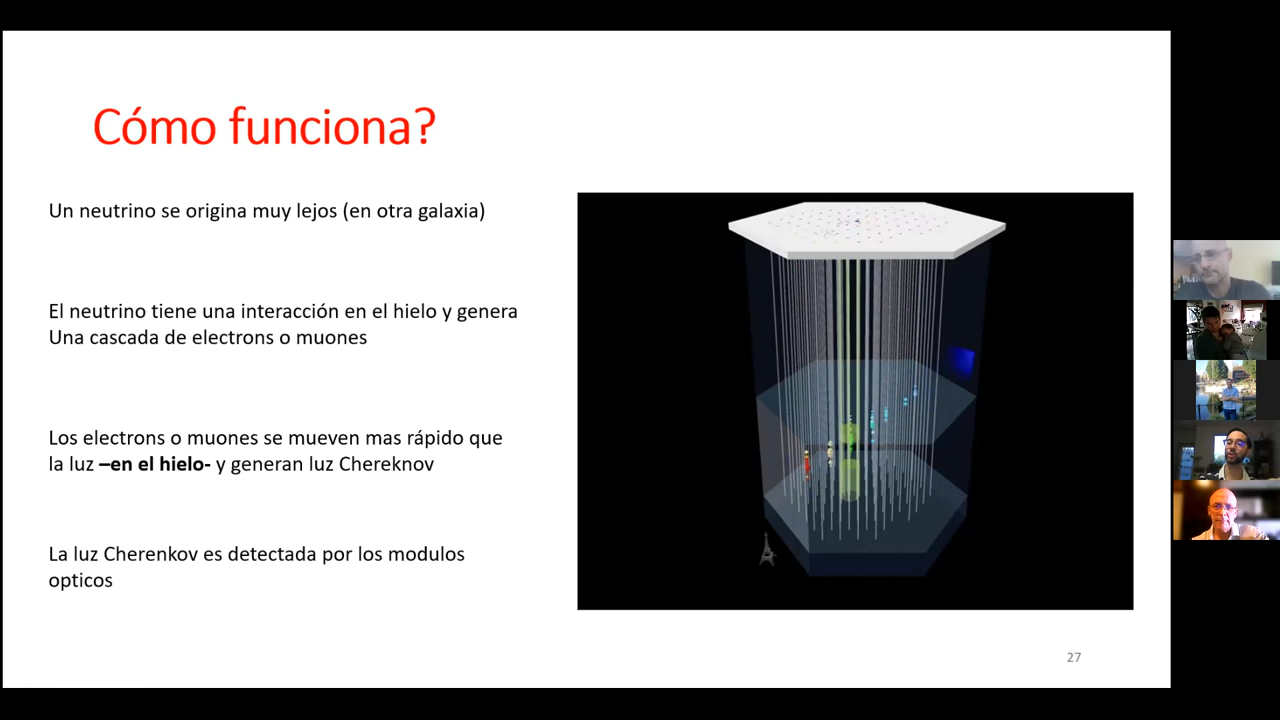 Cómo funciona?
Un neutrino se origina muy lejos (en otra galaxia)
El neutrino tiene una interacción en el hielo y genera
Una cascada de electrons o muones
Los electrons o muones se mueven mas rápido que
la luz –en el hielo- y generan luz Chereknov
La luz Cherenkov es detectada por los modulos
opticos
27